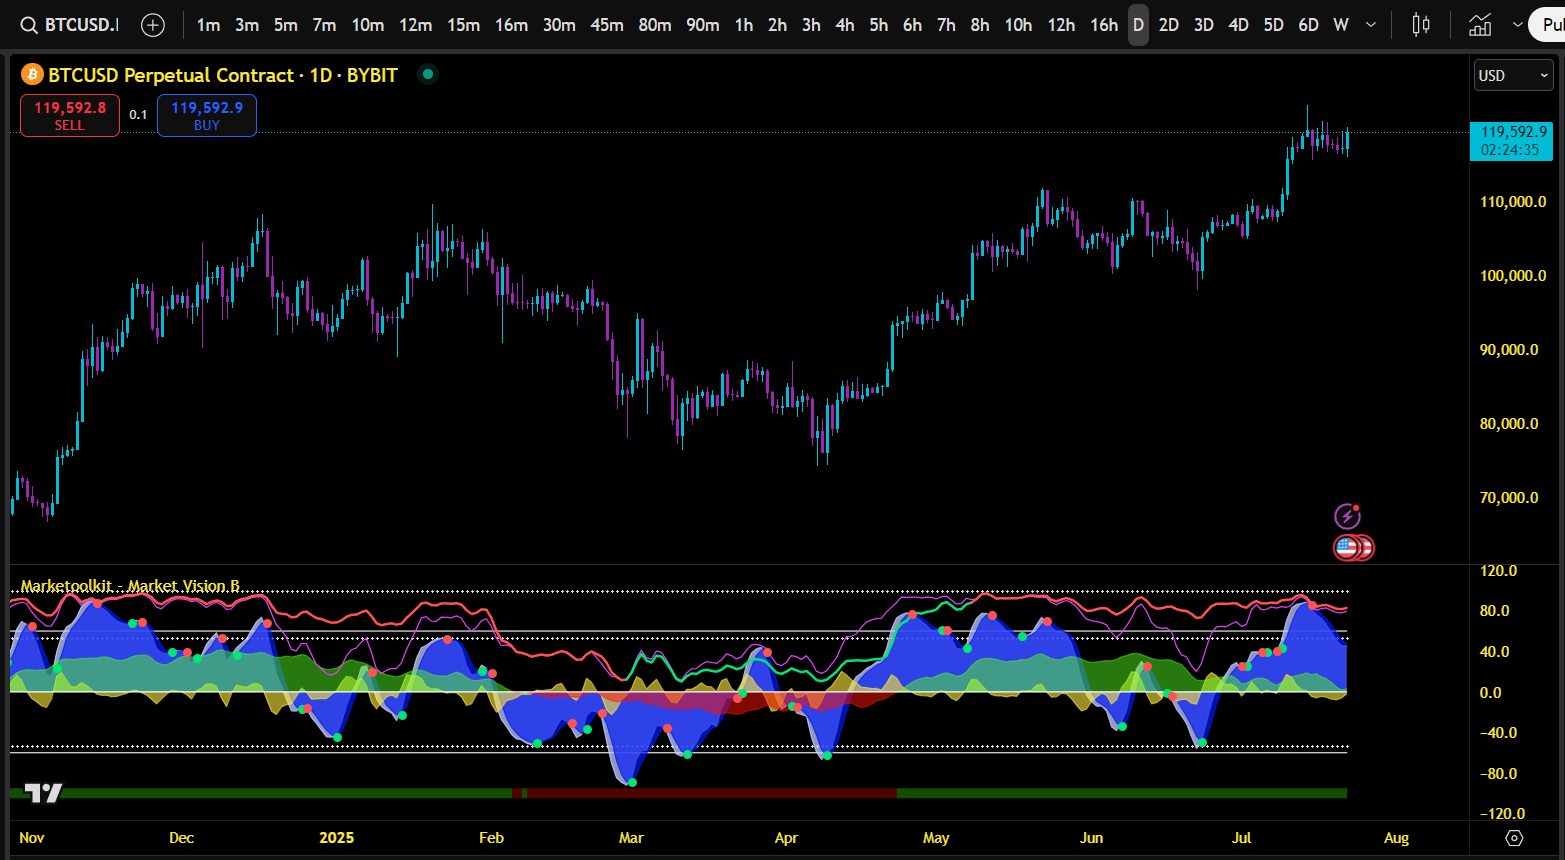 BTCUSD.I 1m 3m 5m 7m 10m 12m 15m 16m 30m 45m 80m 90m 1h 2h 3h 4h 5h 6h 7h 8h 10h 12h 16h D 2D 3D 4D 5D 6D W Pul
BTCUSD Perpetual Contract · 1D · BYBIT
USD
119,592.8
SELL
0.1
119,592.9
BUY
119,592.9
02:24:35
110,000.0
100,000.0
90,000.0
80,000.0
70,000.0
Marketoolkit - Market Vision B
120.0
80.0
40.0
0.0
−40.0
−80.0
−120.0
Nov Dec 2025 Feb Mar Apr May Jun Jul Aug